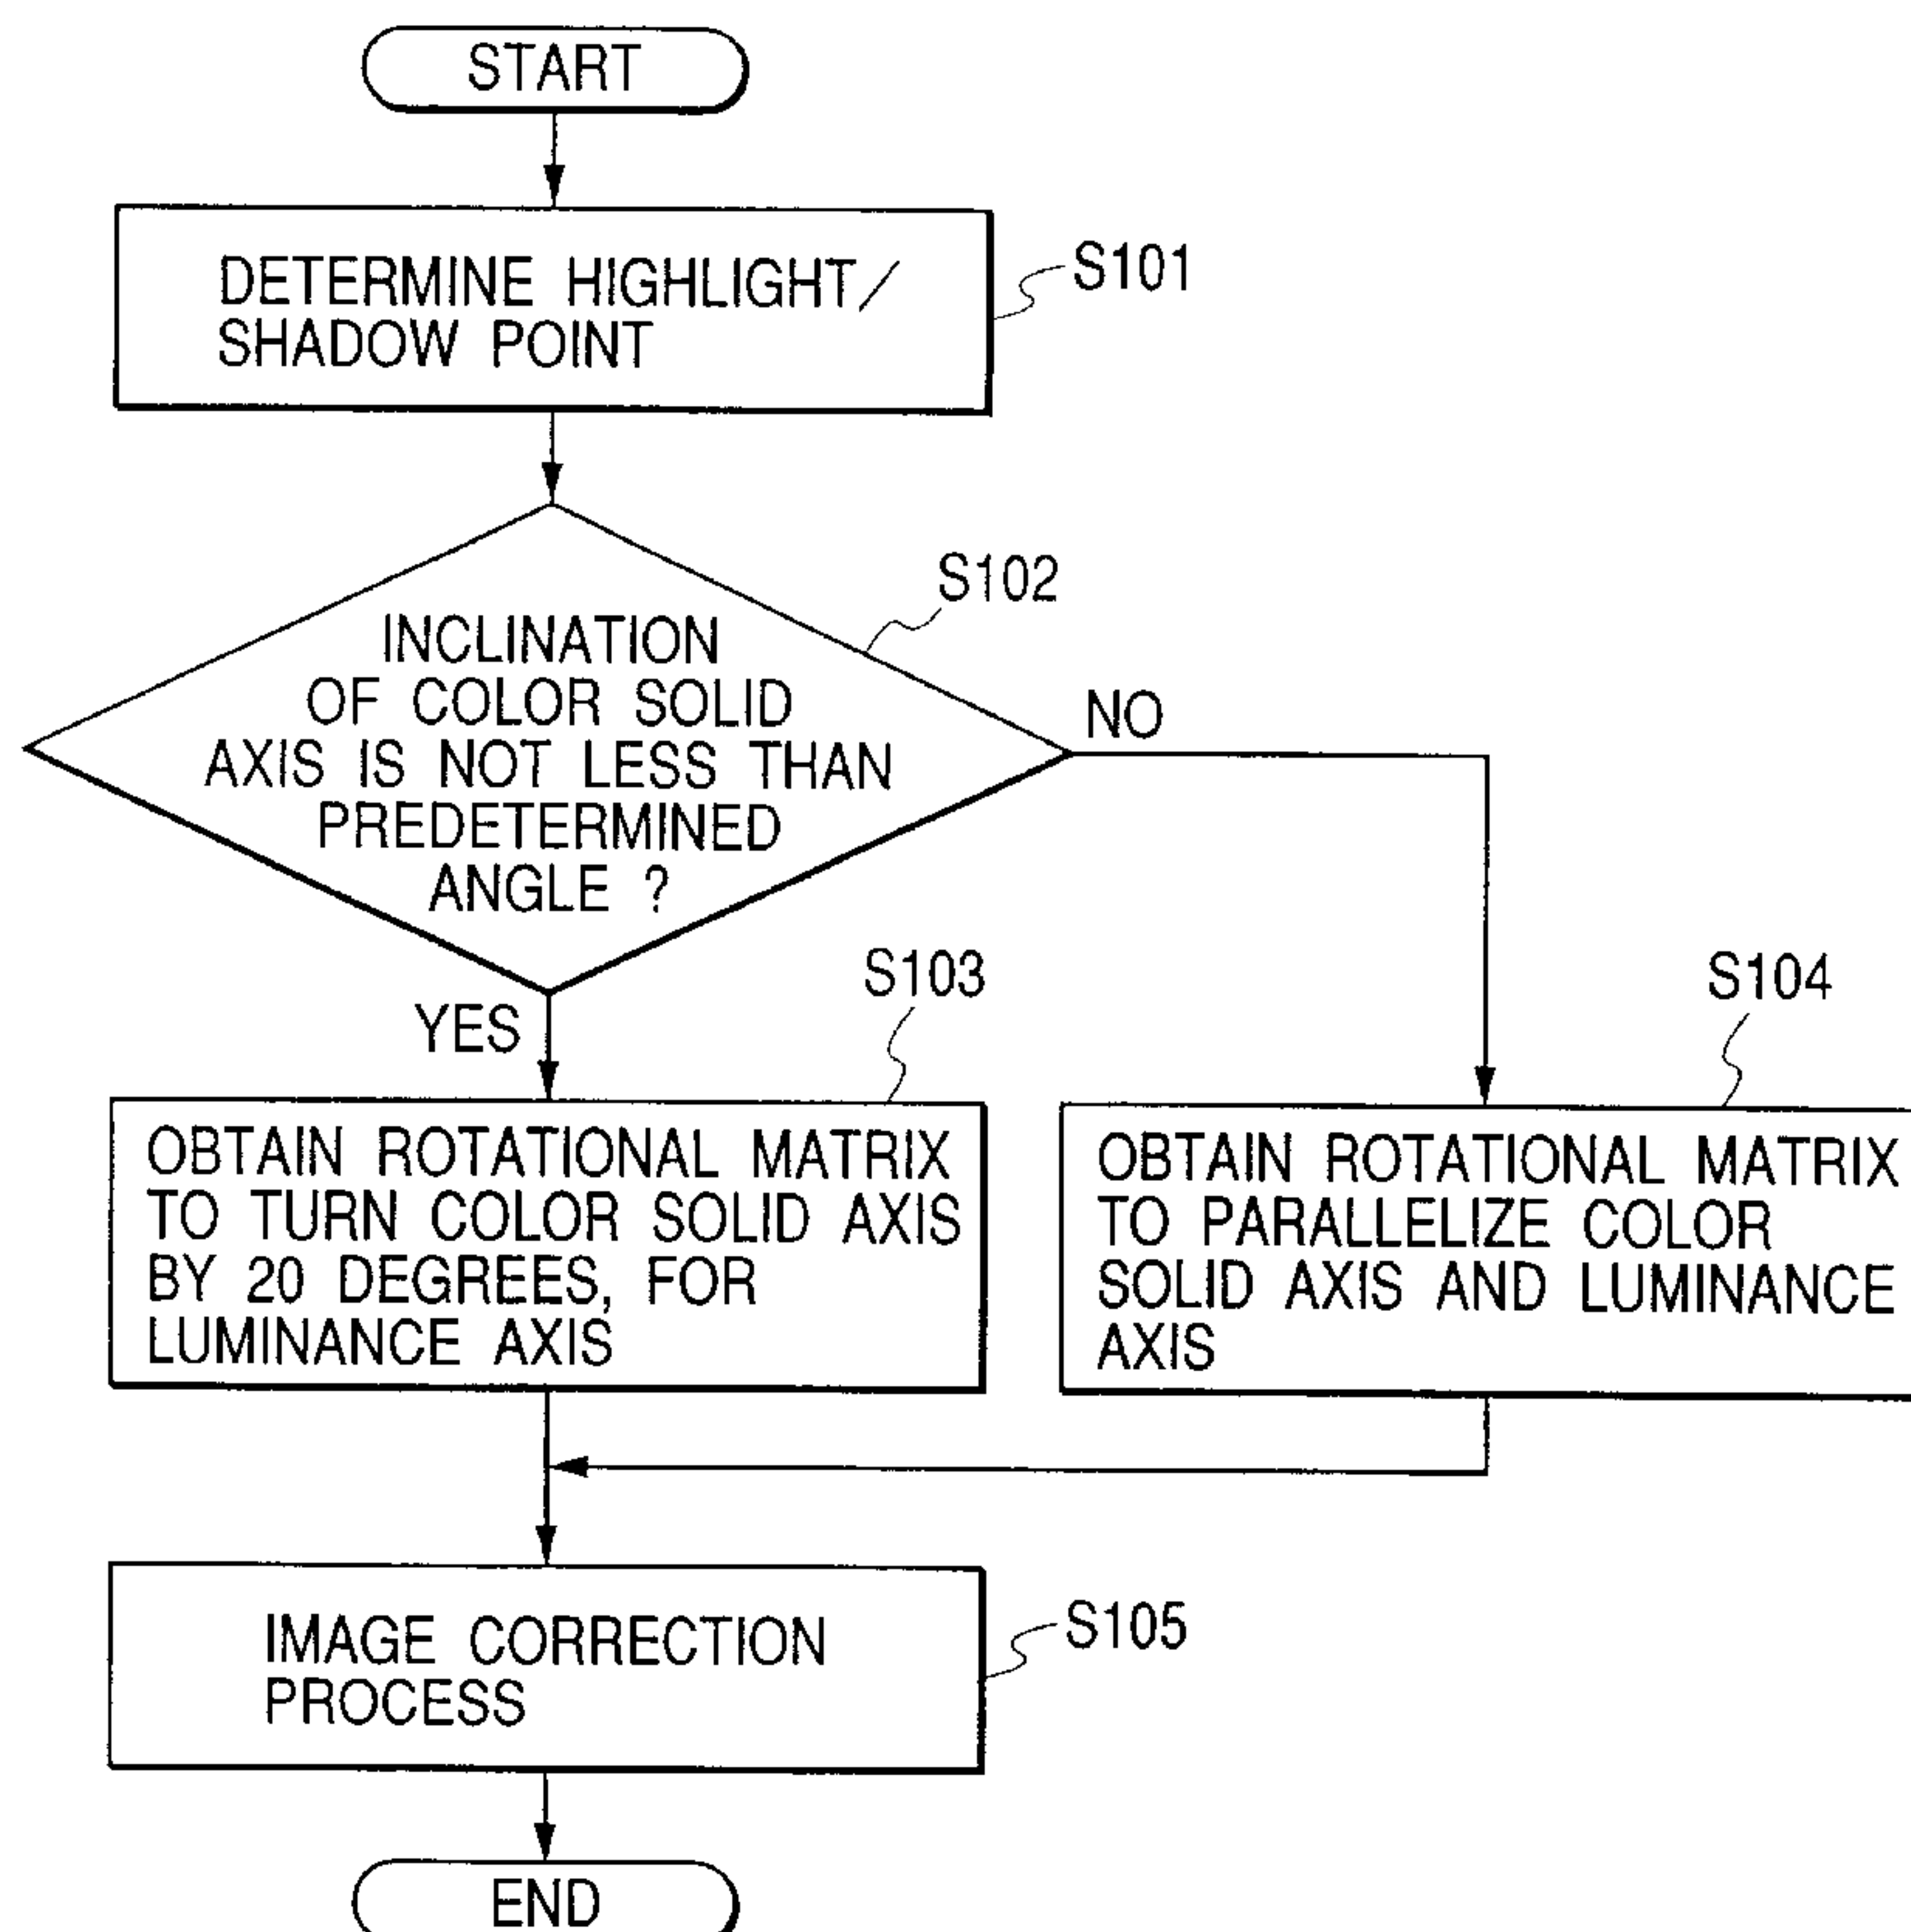 START
DETERMINE HIGHLIGHT/
SHADOW POINT
S101
S102
INCLINATION
OF COLOR SOLID
AXIS IS NOT LESS THAN
PREDETERMINED
ANGLE ?
NO
YES
S103
OBTAIN ROTATIONAL MATRIX
TO TURN COLOR SOLID AXIS
BY 20 DEGREES, FOR
LUMINANCE AXIS
S104
OBTAIN ROTATIONAL MATRIX
TO PARALLELIZE COLOR
SOLID AXIS AND LUMINANCE
AXIS
IMAGE CORRECTION
PROCESS
S105
END